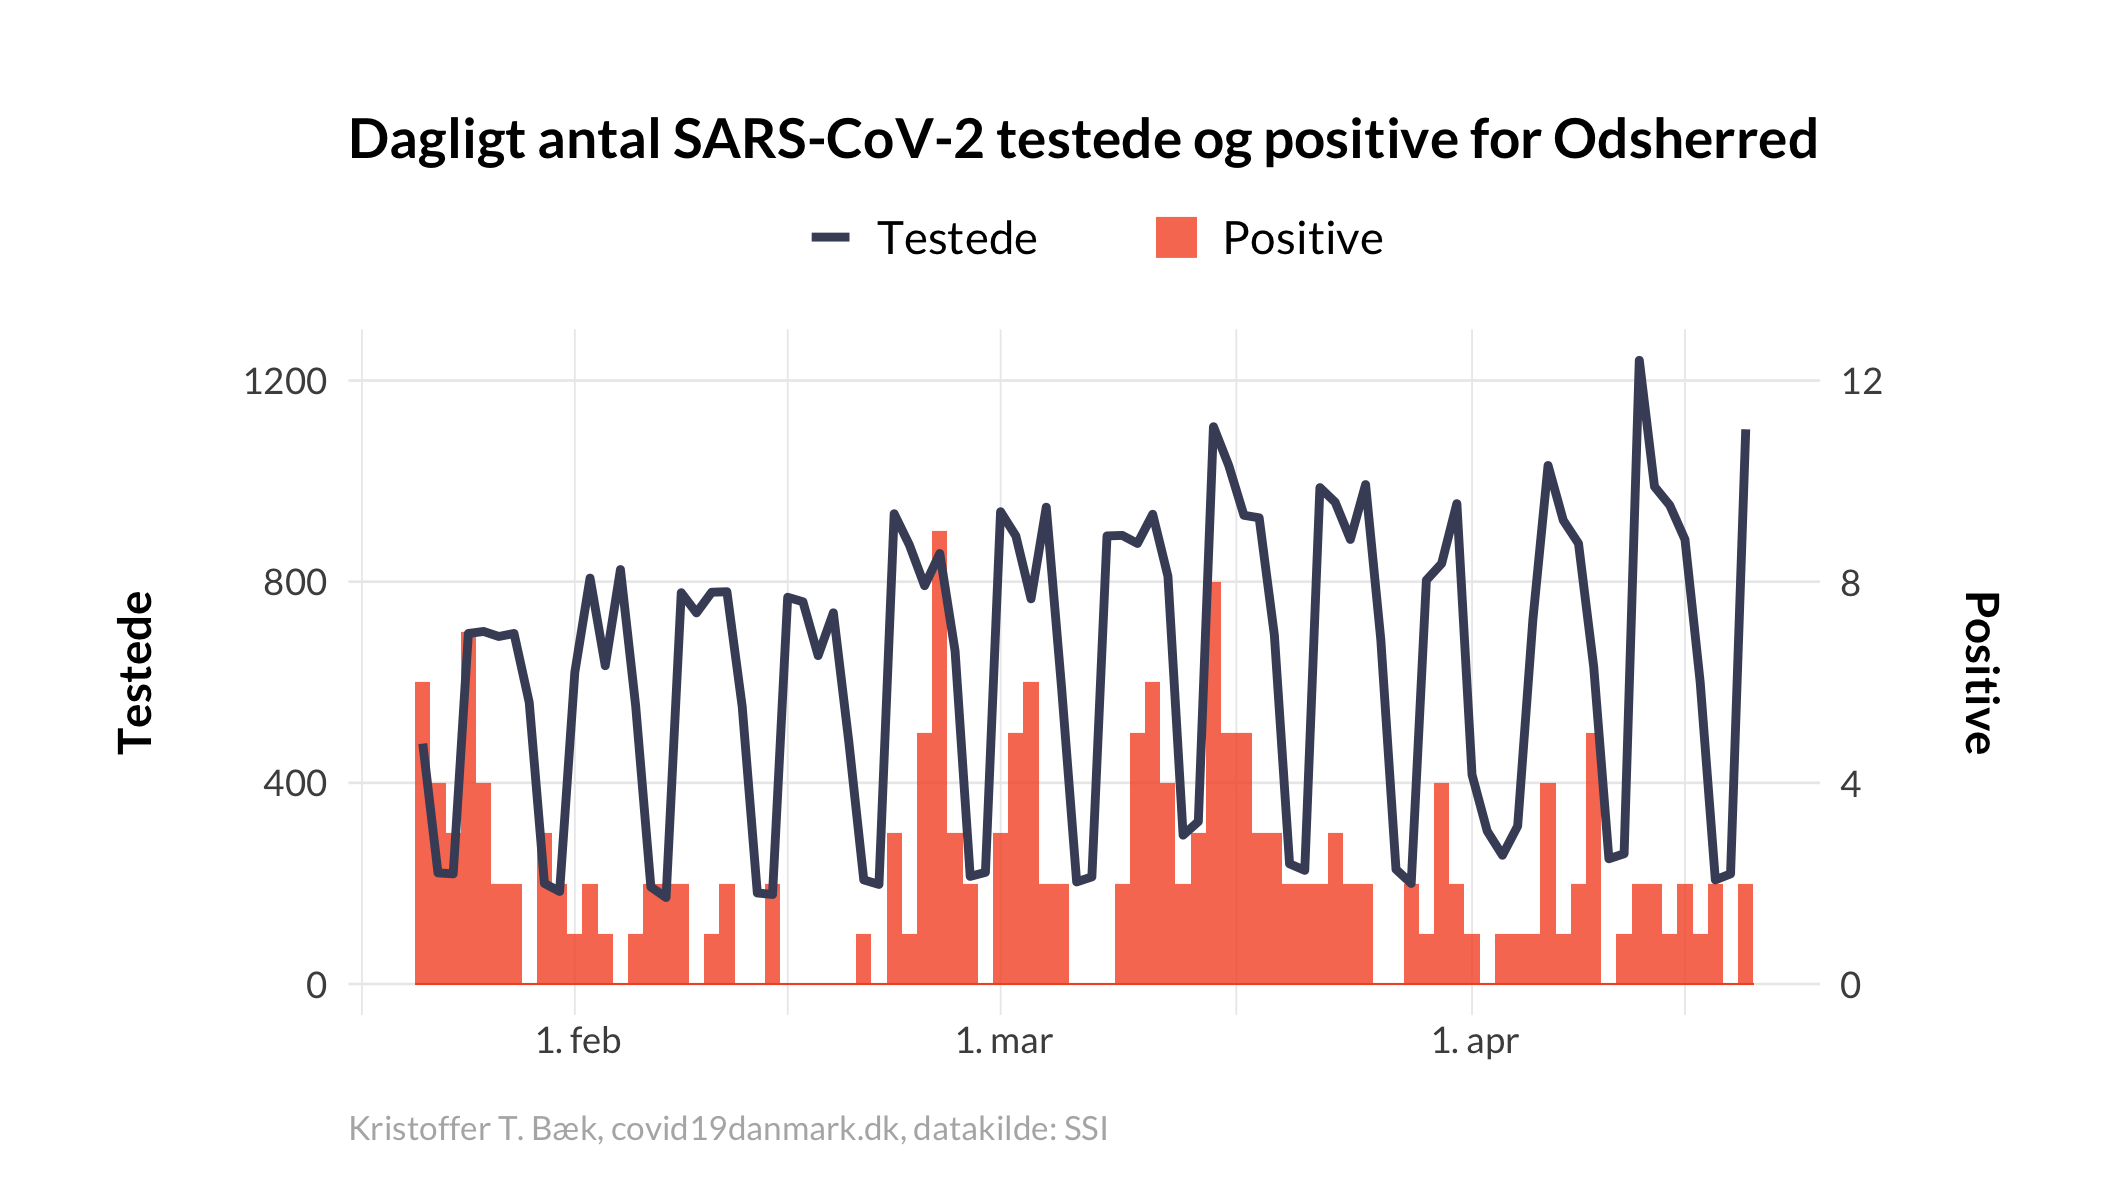 Dagligt antal SARS-CoV-2 testede og positive for Odsherred
Testede
Positive
1200
800
400
0
Testede
12
8
4
0
Positive
1. feb
1. mar
1. apr
Kristoffer T. Bæk, covid19danmark.dk, datakilde: SSI